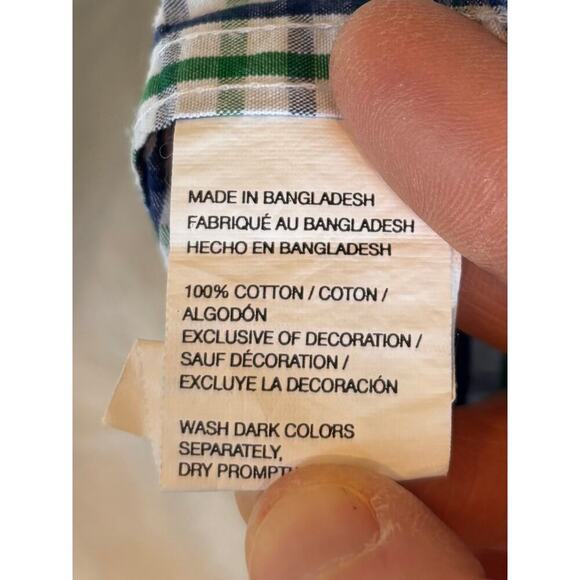 MADE IN BANGLADESH
FABRIQUÉ AU BANGLADESH
HECHO EN BANGLADESH
100% COTTON / COTON /
ALGODÓN
EXCLUSIVE OF DECORATION /
SAUF DÉCORATION /
EXCLUYE LA DECORACIÓN
WASH DARK COLORS
SEPARATELY,
DRY